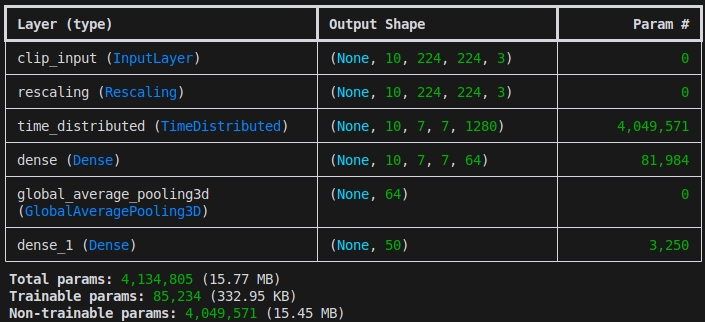 Layer (type) Output Shape Param #
clip_input (InputLayer) (None, 10, 224, 224, 3) 0
rescaling (Rescaling) (None, 10, 224, 224, 3) 0
time_distributed (TimeDistributed) (None, 10, 7, 7, 1280) 4,049,571
dense (Dense) (None, 10, 7, 7, 64) 81,984
global_average_pooling3d (None, 64) 0
(GlobalAveragePooling3D)
dense_1 (Dense) (None, 50) 3,250
Total params: 4,134,805 (15.77 MB)
Trainable params: 85,234 (332.95 KB)
Non-trainable params: 4,049,571 (15.45 MB)